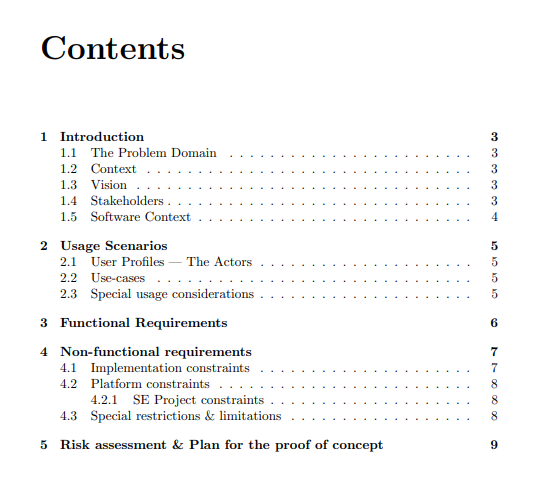 Contents
1 Introduction 3
1.1 The Problem Domain . . . . . . . . . . . . . . . . . . . . . . . . 3
1.2 Context . . . . . . . . . . . . . . . . . . . . . . . . . . . . . . . . 3
1.3 Vision . . . . . . . . . . . . . . . . . . . . . . . . . . . . . . . . . 3
1.4 Stakeholders . . . . . . . . . . . . . . . . . . . . . . . . . . . . . . 3
1.5 Software Context . . . . . . . . . . . . . . . . . . . . . . . . . . . 4
2 Usage Scenarios 5
2.1 User Profiles — The Actors . . . . . . . . . . . . . . . . . . . . . 5
2.2 Use-cases . . . . . . . . . . . . . . . . . . . . . . . . . . . . . . . 5
2.3 Special usage considerations . . . . . . . . . . . . . . . . . . . . . 5
3 Functional Requirements 6
4 Non-functional requirements 7
4.1 Implementation constraints . . . . . . . . . . . . . . . . . . . . . 7
4.2 Platform constraints . . . . . . . . . . . . . . . . . . . . . . . . . 8
4.2.1 SE Project constraints . . . . . . . . . . . . . . . . . . . . 8
4.3 Special restrictions & limitations . . . . . . . . . . . . . . . . . . 8
5 Risk assessment & Plan for the proof of concept 9